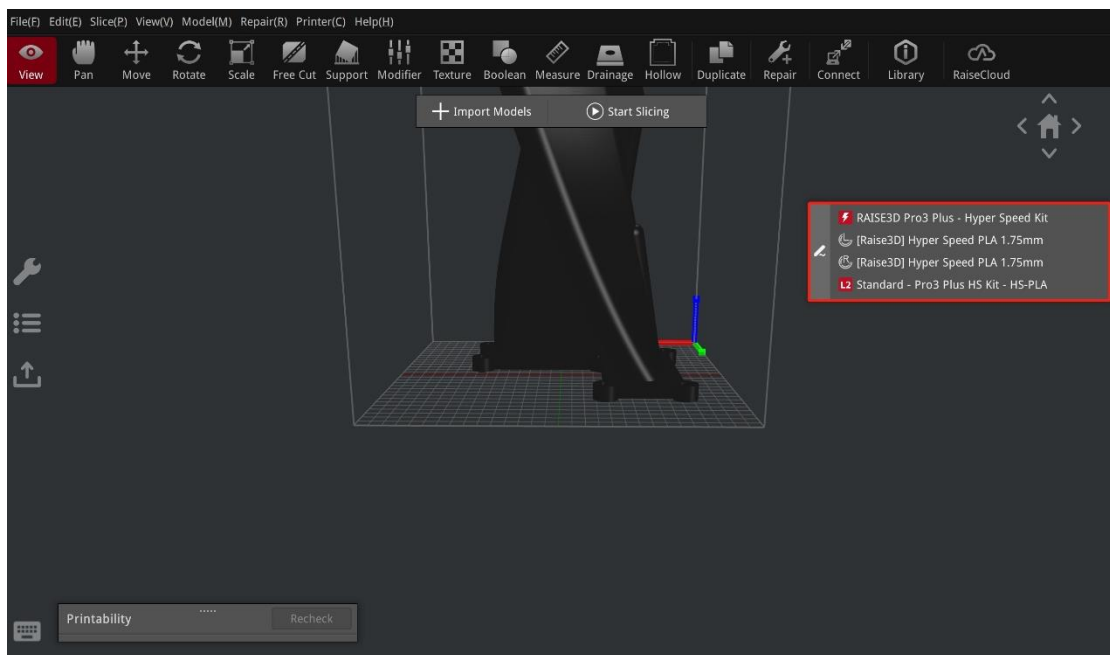 File(F) Edit(E) Slice(P) View(V) Model(M) Repair(R) Printer(C) Help(H)
View Pan Move Rotate Scale Free Cut Support Modifier Texture Boolean Measure Drainage Hollow Duplicate Repair Connect Library RaiseCloud
Import Models Start Slicing
RAISE3D Pro3 Plus - Hyper Speed Kit
L [Raise3D] Hyper Speed PLA 1.75mm
R [Raise3D] Hyper Speed PLA 1.75mm
L2 Standard - Pro3 Plus HS Kit - HS-PLA
Printability Recheck